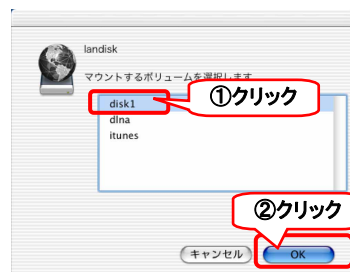 landisk
マウントするボリュームを選択します
disk1
①クリック
dlna
itunes
②クリック
キャンセル
OK